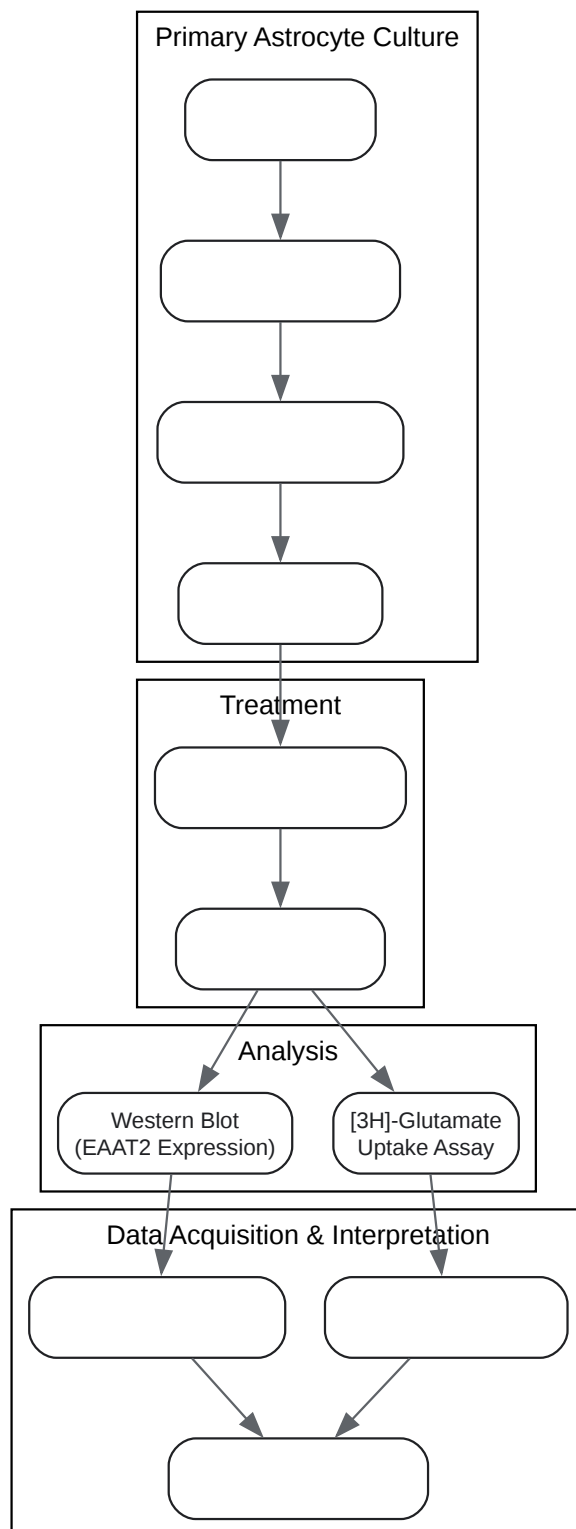 Primary Astrocyte Culture
Treatment
Analysis
Western Blot
(EAAT2 Expression)
[3H]-Glutamate
Uptake Assay
Data Acquisition & Interpretation